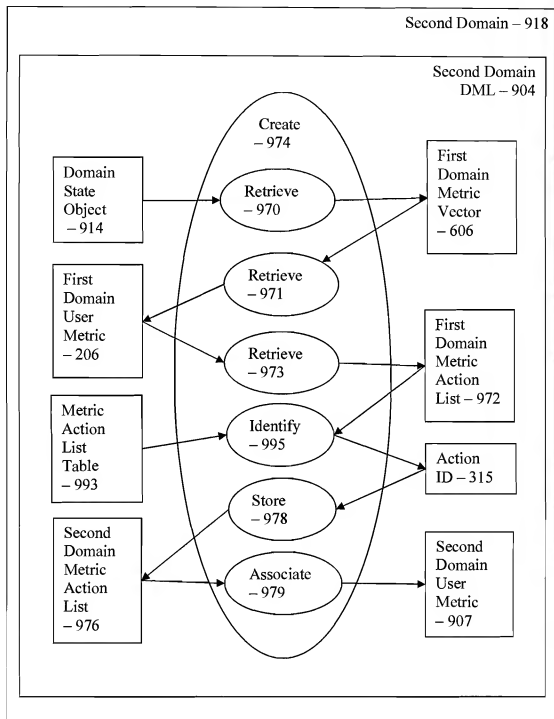 Second Domain – 918
Second Domain
DML – 904
Create
– 974
Domain
State
Object
– 914
Retrieve
– 970
First
Domain
Metric
Vector
– 606
First
Domain
User
Metric
– 206
Retrieve
– 971
Retrieve
– 973
First
Domain
Metric
Action
List – 972
Metric
Action
List
Table
– 993
Identify
– 995
Action
ID – 315
Store
– 978
Second
Domain
Metric
Action
List
– 976
Associate
– 979
Second
Domain
User
Metric
– 907